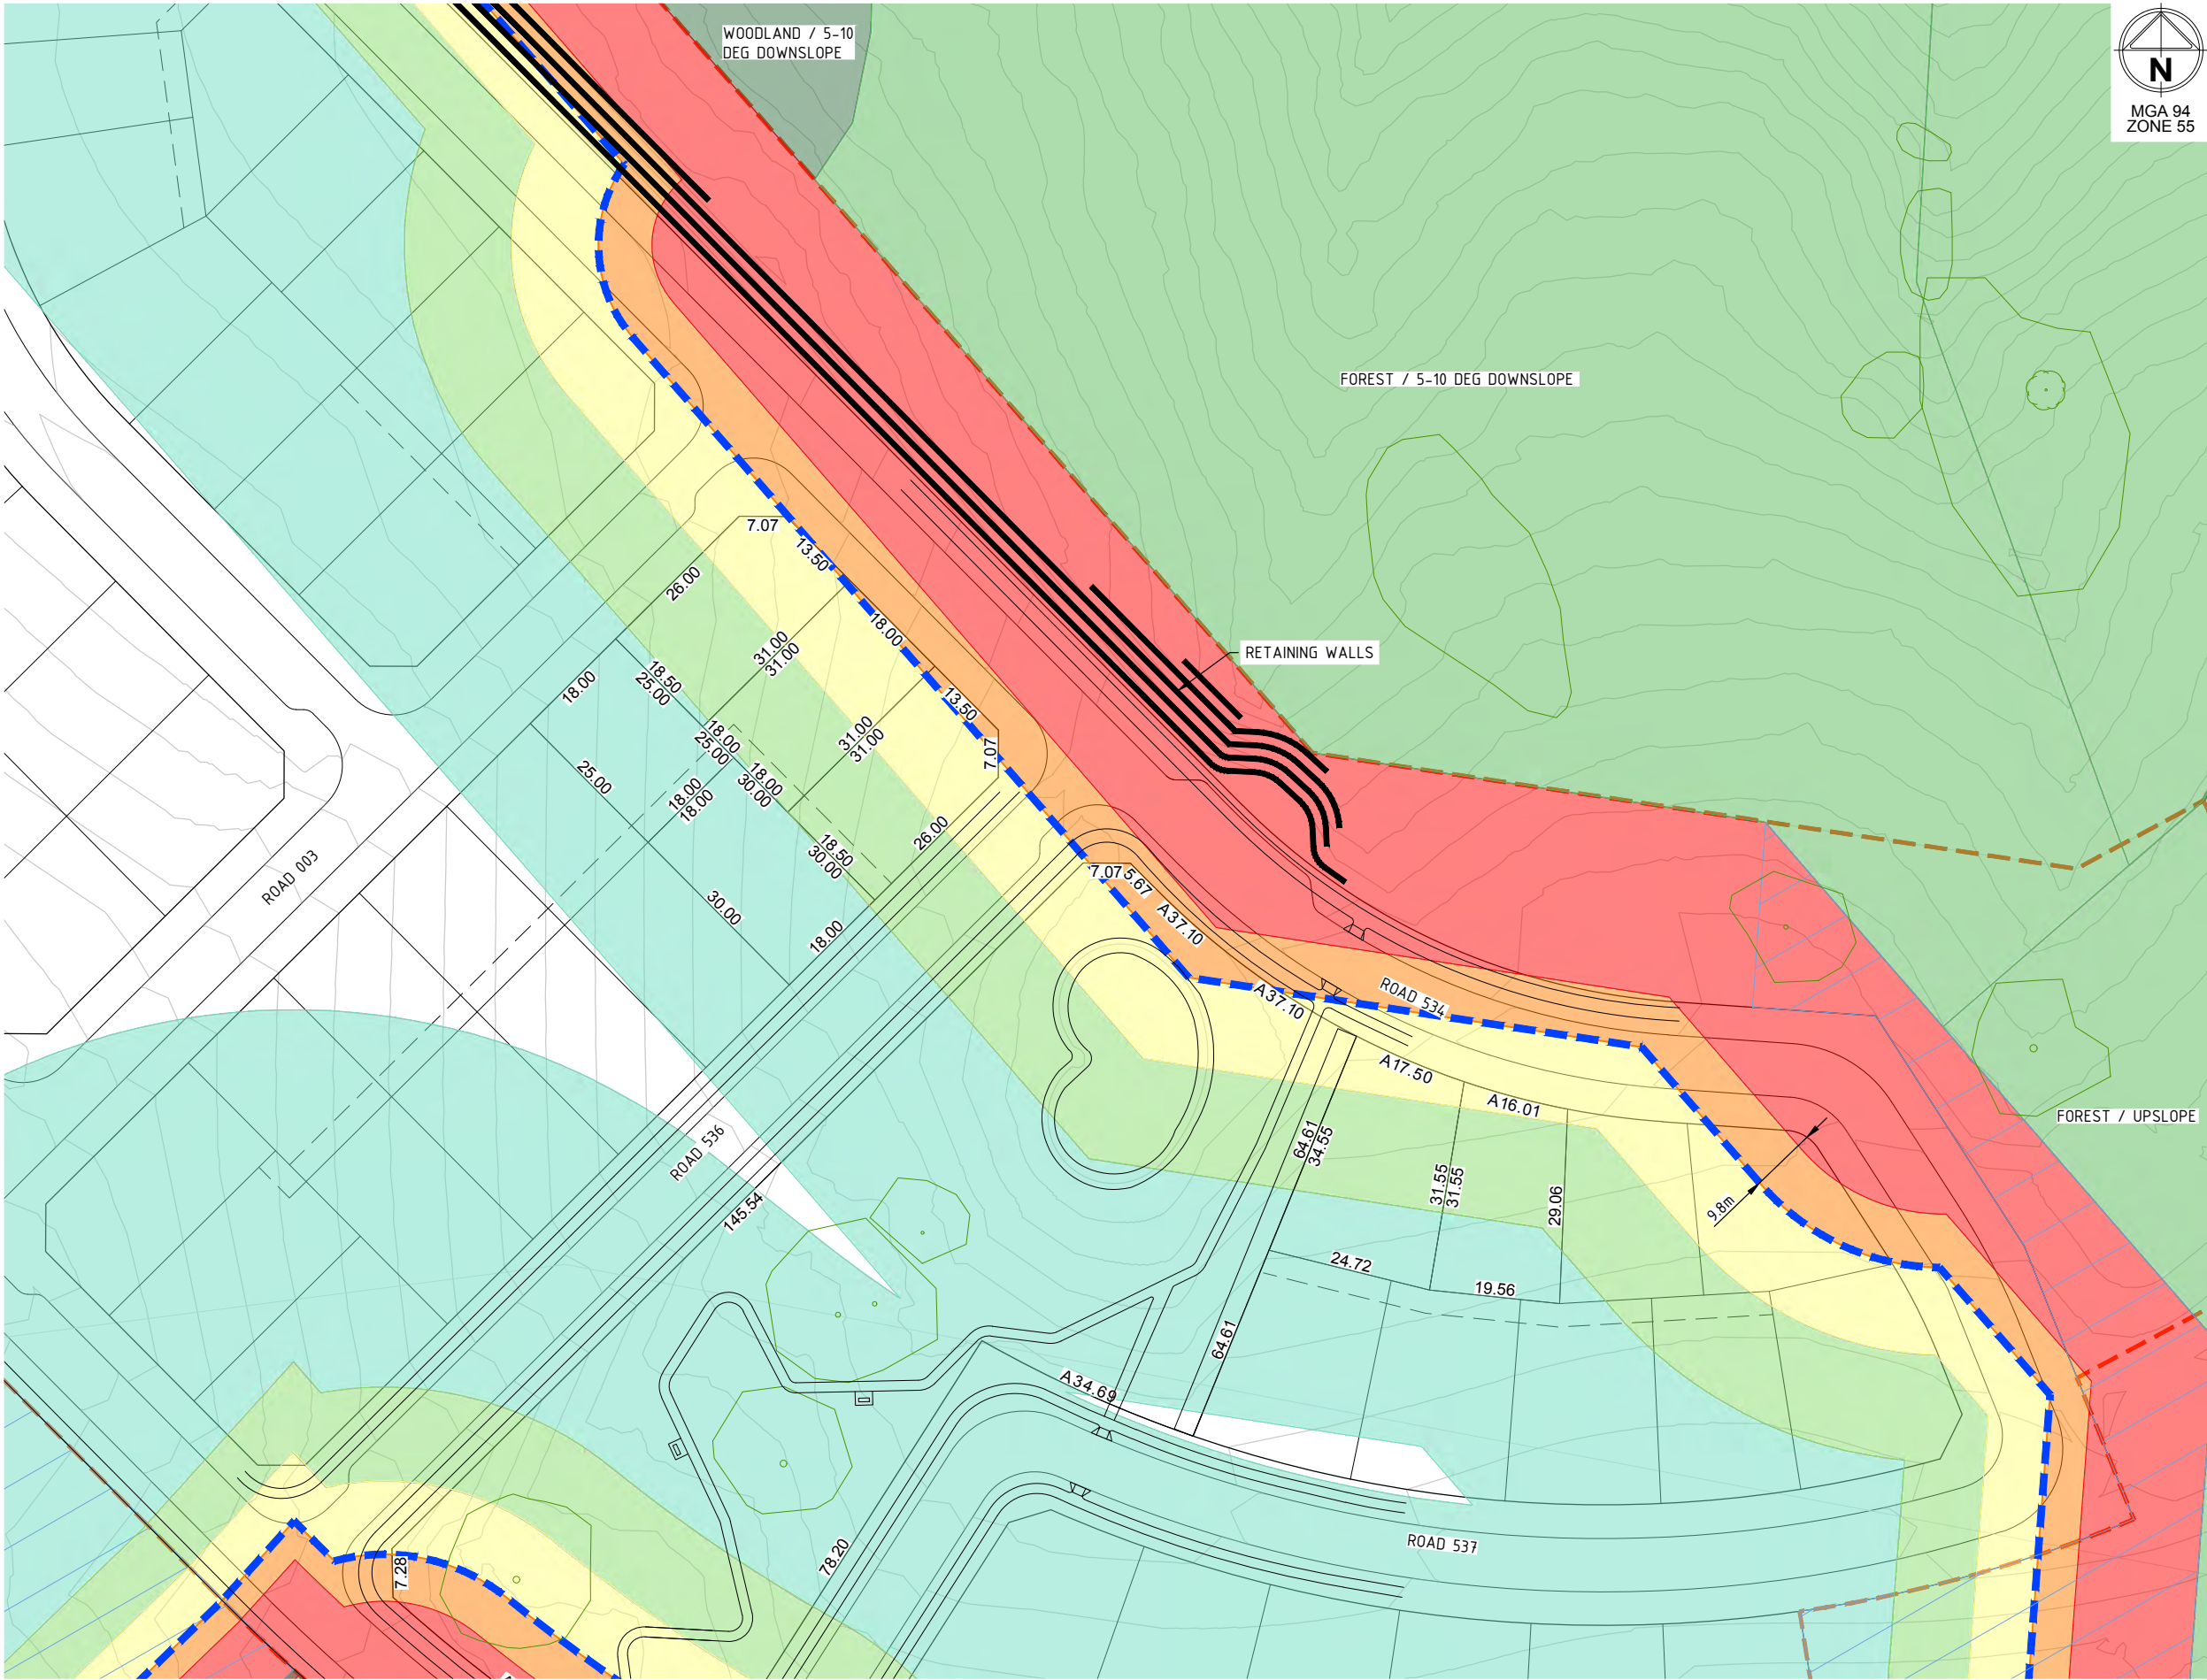 WOODLAND / 5-10
DEG DOWNSLOPE
N
MGA 94
ZONE 55
FOREST / 5-10 DEG DOWNSLOPE
7.07
13.50
26.00
18.00
31.00
31.00
RETAINING WALLS
18.00
18.50
25.00
13.50
18.00
25.00
31.00
31.00
7.07
25.00
18.00
18.00
18.00
30.00
26.00
18.50
30.00
ROAD 003
7.07
5.67
30.00
A37.10
18.00
ROAD 534
A37.10
A17.50
A16.01
FOREST / UPSLOPE
64.61
34.55
ROAD 536
31.55
31.55
29.06
9.8m
145.54
24.72
19.56
64.61
A34.69
ROAD 537
78.20
7.28